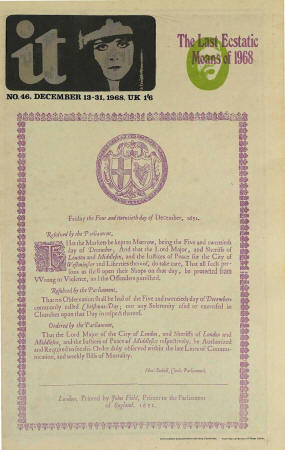 it
The Last Ecstatic
Means of 1968
NO. 46. DECEMBER 13-31, 1968. UK 1/6
Friday the Four and twentieth day of December, 1652.
Resolved by the Parliament,
That the Markets be kept to Morrow, being the Five and twentieth
day of December; And that the Lord Major, and Sheriffs of
London and Middlesex, and the Justices of Peace for the City of
Westminster and Liberties thereof, do take care, That all such per-
sons as shall open their Shops on that day, be protected from
Wrong or Violence, and the Offenders punished.
Resolved by the Parliament,
That no Observation shall be had of the Five and twentieth day of December
commonly called Christmas-Day; nor any Solemnity used or exercised in
Churches upon that Day in respect thereof.
Ordered by the Parliament,
That the Lord Major of the City of London, and Sheriffs of London and
Middlesex, and the Justices of Peace of Middlesex respectively, be Authorized
and Required to see this Order duly observed within the late Lines of Commu-
nication, and weekly Bills of Mortality.
Hen: Scobell, Cleric. Parliamenti.
London, Printed by John Field, Printer to the Parliament
of England. 1652.